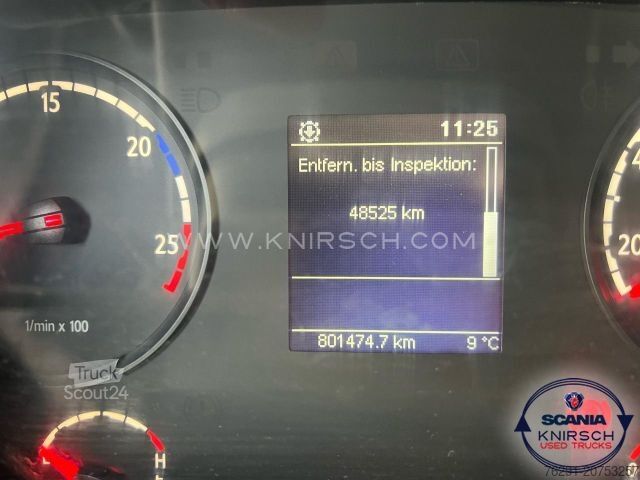 15
20
25
1/min x 100
11:25
Entfern. bis Inspektion:
48525 km
801474.7 km 9 °C
WWW.KNIRSCH.COM
20
H
Truck
Scout24
SCANIA
KNIRSCH
USED TRUCKS